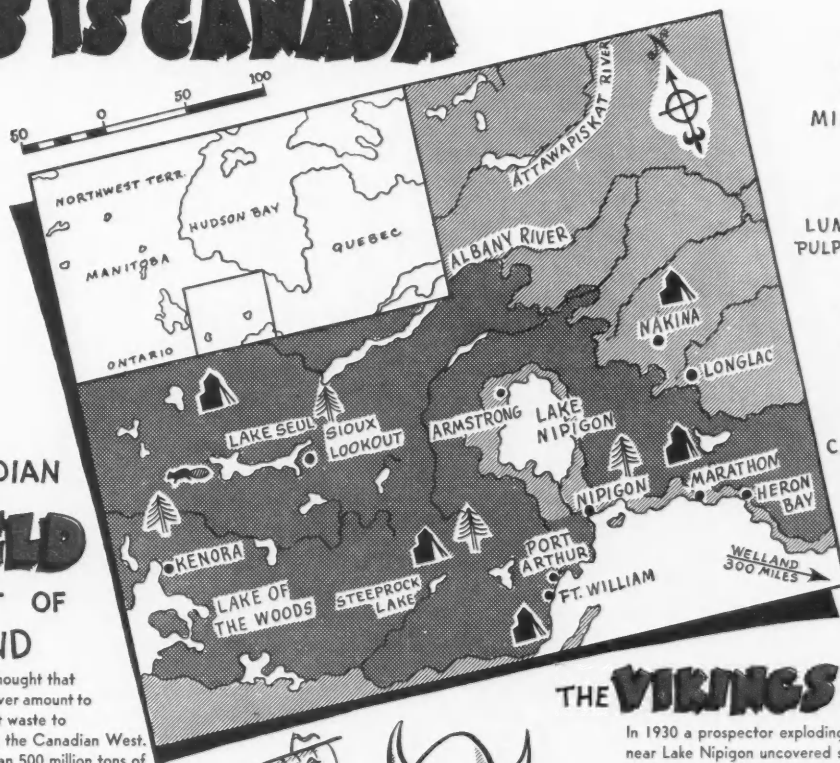 IS CANADA
50 0 50 100
NORTHWEST TERR.
HUDSON BAY
QUEBEC
MANITOBA
ONTARIO
ATTAWAPISKAT RIVER
ALBANY RIVER
NAKINA
LONGLAC
ARMSTRONG
LAKE
NIPIGON
LAKE SEUL
SIOUX
LOOKOUT
NIPIGON
MARATHON
HERON
BAY
KENORA
LAKE OF
THE WOODS
STEEPROCK
LAKE
PORT
ARTHUR
FT. WILLIAM
WELLAND
300 MILES
MI
LUM
PULP
C
DIAN
OF
ND
hought that
ver amount to
t waste to
the Canadian West.
an 500 million tons of
THE VIKINGS
In 1930 a prospector exploding
near Lake Nipigon uncovered s